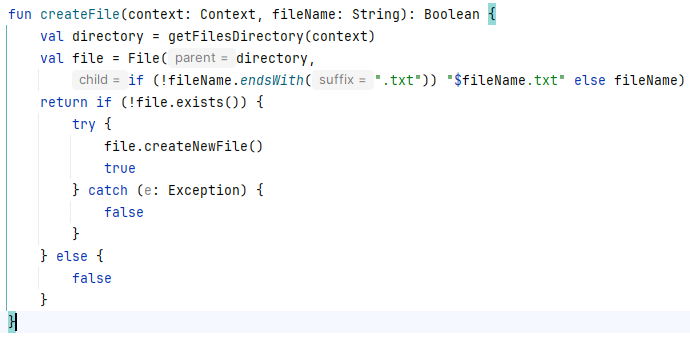 fun createFile(context: Context, fileName: String): Boolean {
    val directory = getFilesDirectory(context)
    val file = File( parent = directory,
        child = if (!fileName.endsWith( suffix = ".txt")) "$fileName.txt" else fileName)
    return if (!file.exists()) {
        try {
            file.createNewFile()
            true
        } catch (e: Exception) {
            false
        }
    } else {
        false
    }
}